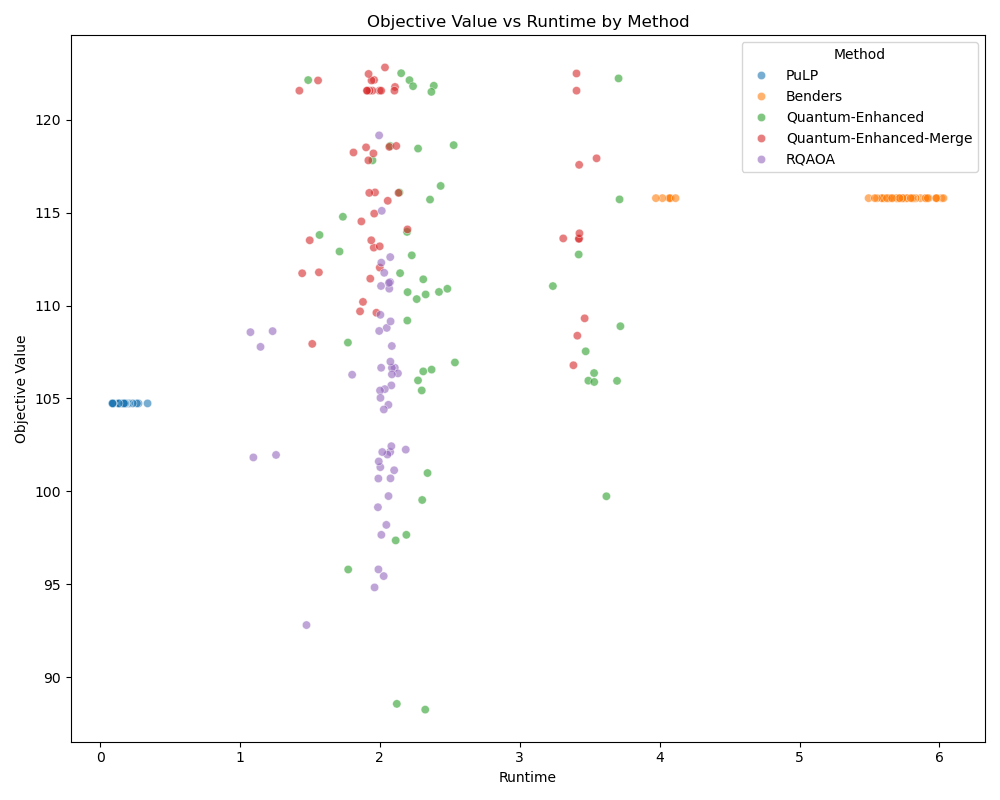 Objective Value vs Runtime by Method
Method
PuLP
Benders
Quantum-Enhanced
Quantum-Enhanced-Merge
RQAOA
Objective Value
120
115
110
105
100
95
90
0 1 2 3 4 5 6
Runtime